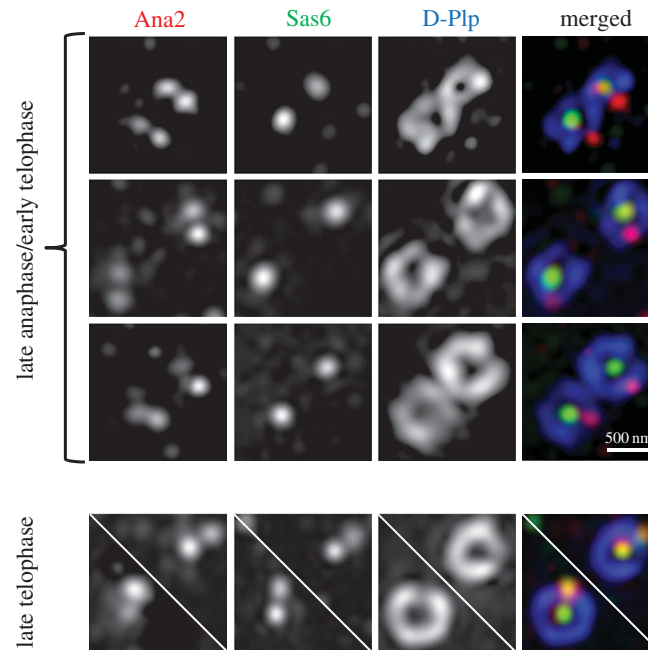 Ana2 Sas6 D-Plp merged
late anaphase/early telophase
500 nm
late telophase